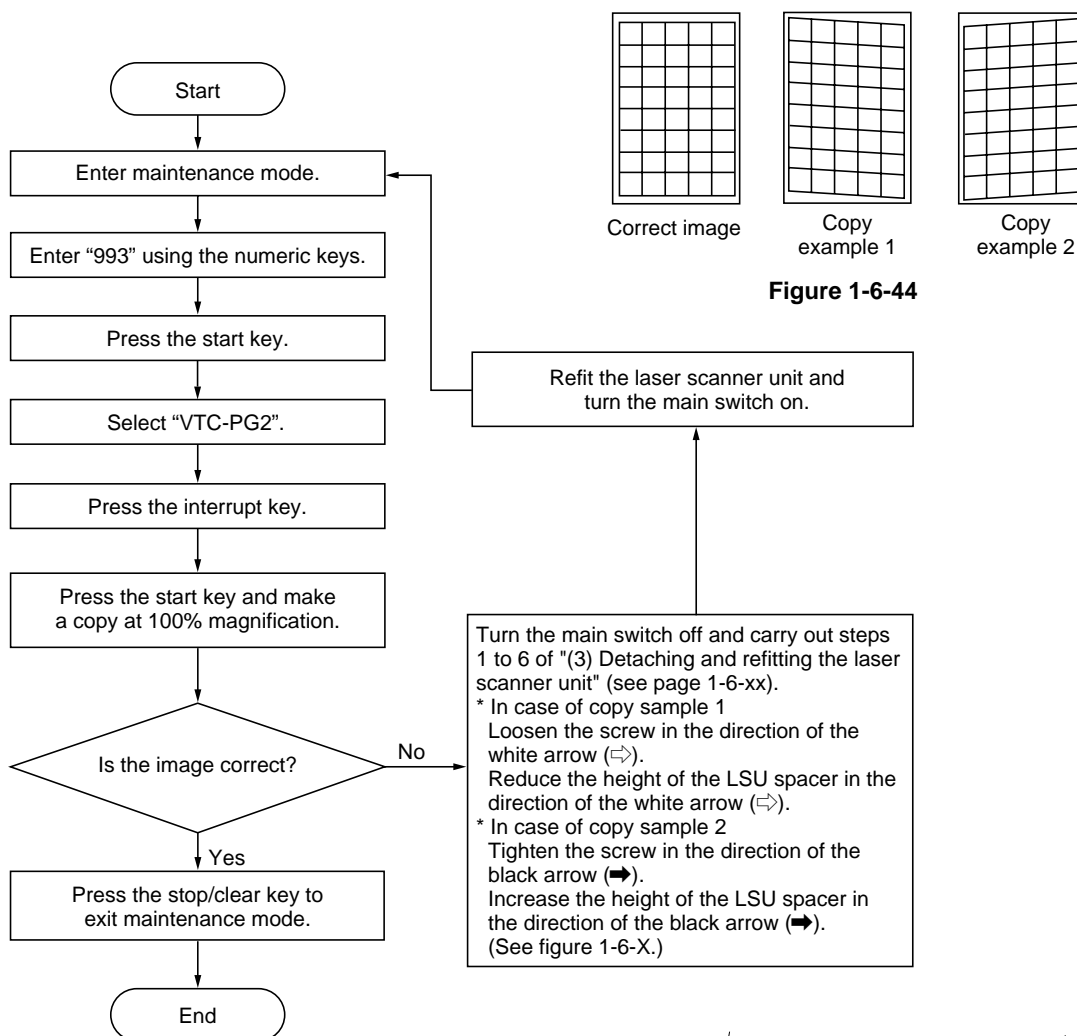 Start
Enter maintenance mode.
Enter “993” using the numeric keys.
Press the start key.
Select “VTC-PG2”.
Press the interrupt key.
Press the start key and make
a copy at 100% magnification.
Is the image correct?
No
Yes
Press the stop/clear key to
exit maintenance mode.
End
Turn the main switch off and carry out steps
1 to 6 of "(3) Detaching and refitting the laser
scanner unit" (see page 1-6-xx).
* In case of copy sample 1
Loosen the screw in the direction of the
white arrow (⇨).
Reduce the height of the LSU spacer in the
direction of the white arrow (⇨).
* In case of copy sample 2
Tighten the screw in the direction of the
black arrow (➡).
Increase the height of the LSU spacer in
the direction of the black arrow (➡).
(See figure 1-6-X.)
Refit the laser scanner unit and
turn the main switch on.
Correct image
Copy
example 1
Copy
example 2
Figure 1-6-44